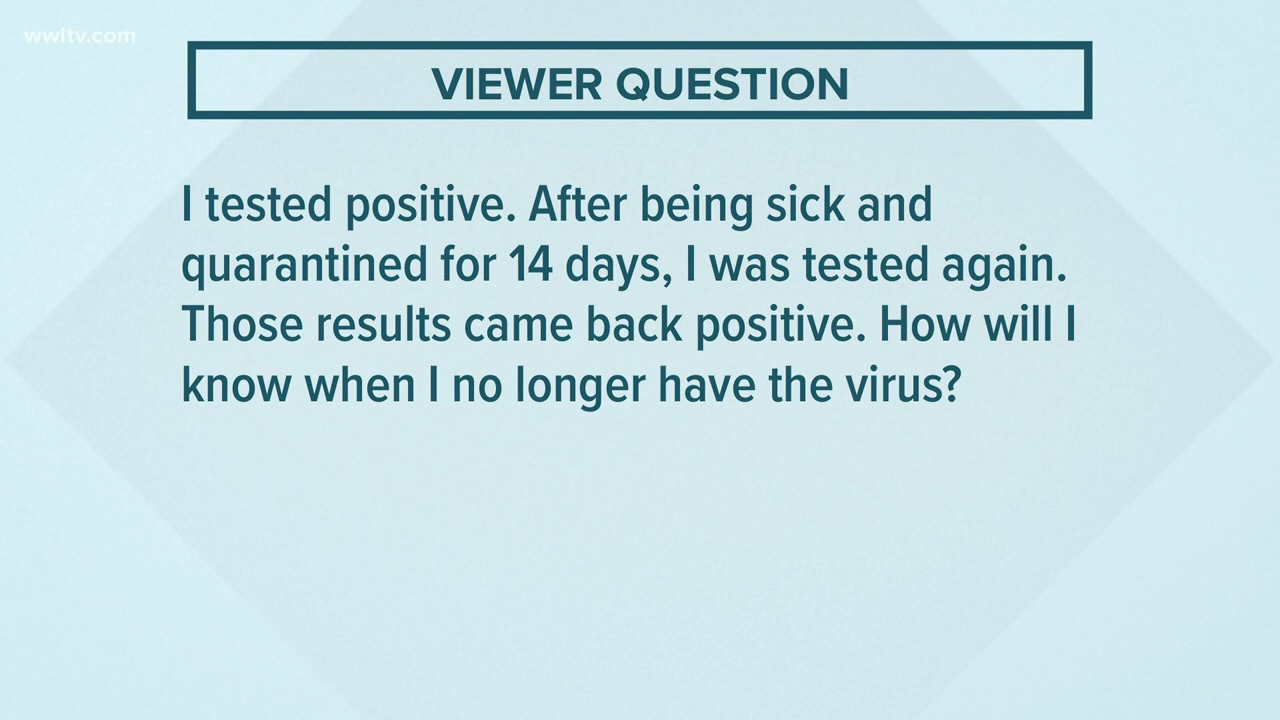 wwltv.com
VIEWER QUESTION
I tested positive. After being sick and
quarantined for 14 days, I was tested again.
Those results came back positive. How will I
know when I no longer have the virus?